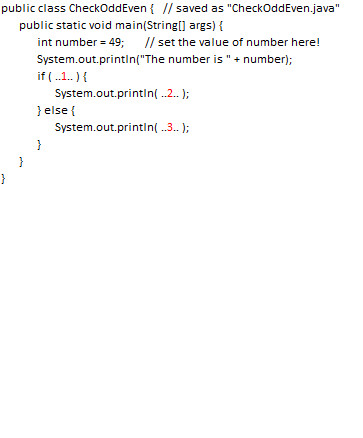 public class CheckOddEven {   // saved as "CheckOddEven.java"
public static void main(String[] args) {
int number = 49;       // set the value of number here!
System.out.println("The number is " + number);
if ( ..1.. ) {
System.out.println( ..2.. );
} else {
System.out.println( ..3.. );
}
}
}